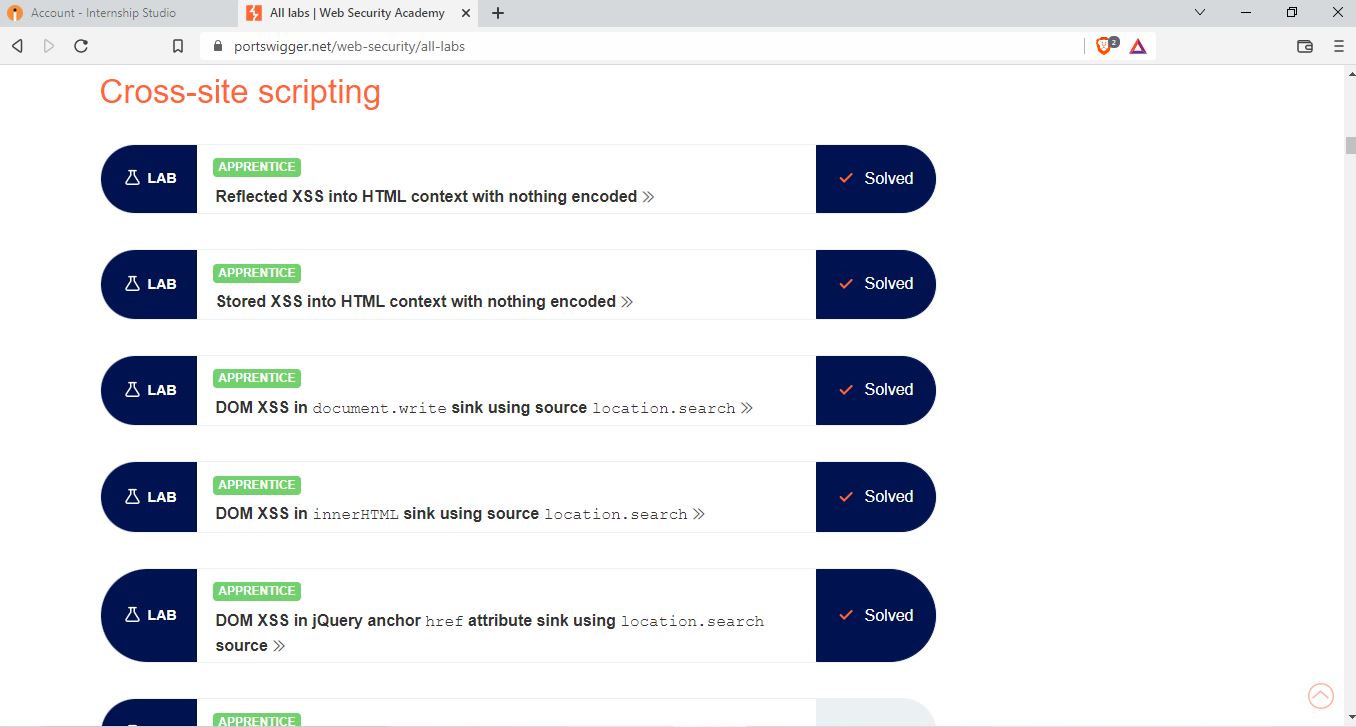 Account - Internship Studio
All labs | Web Security Academy
portswigger.net/web-security/all-labs
2
Cross-site scripting
LAB
APPRENTICE
Reflected XSS into HTML context with nothing encoded
Solved
LAB
APPRENTICE
Stored XSS into HTML context with nothing encoded
Solved
LAB
APPRENTICE
DOM XSS in document.write sink using source location.search
Solved
LAB
APPRENTICE
DOM XSS in innerHTML sink using source location.search
Solved
LAB
APPRENTICE
DOM XSS in jQuery anchor href attribute sink using location.search
source
Solved
APPRENTICE